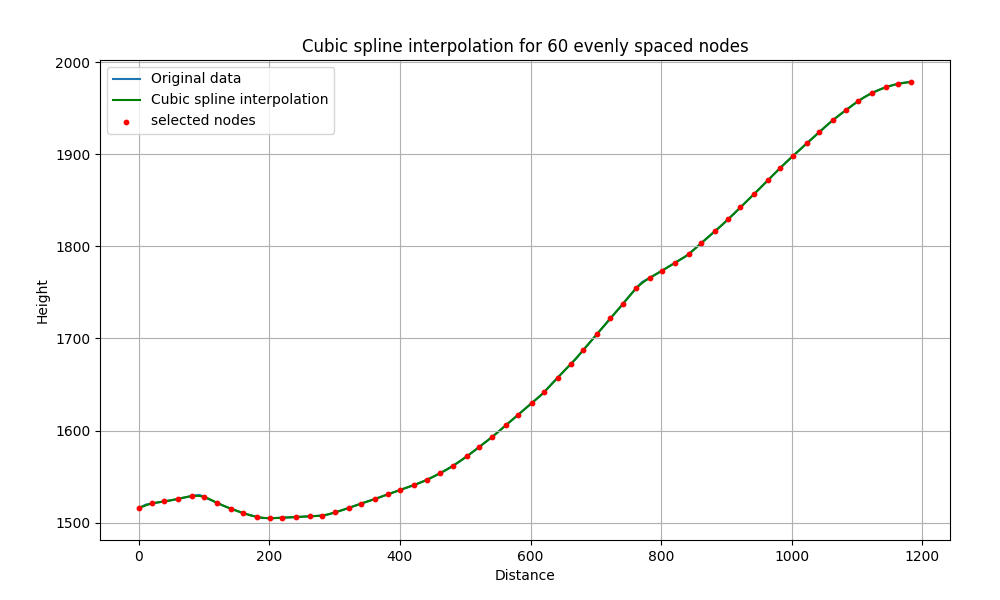 Cubic spline interpolation for 60 evenly spaced nodes
Original data
Cubic spline interpolation
selected nodes
2000
1900
1800
1700
1600
1500
Height
0 200 400 600 800 1000 1200
Distance